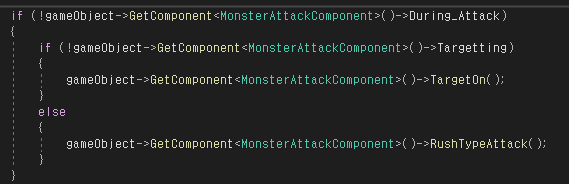 if (!gameObject->GetComponent<MonsterAttackComponent>()->During_Attack)
{
if (!gameObject->GetComponent<MonsterAttackComponent>()->Targetting)
{
gameObject->GetComponent<MonsterAttackComponent>()->TargetOn();
}
else
{
gameObject->GetComponent<MonsterAttackComponent>()->RushTypeAttack();
}
}